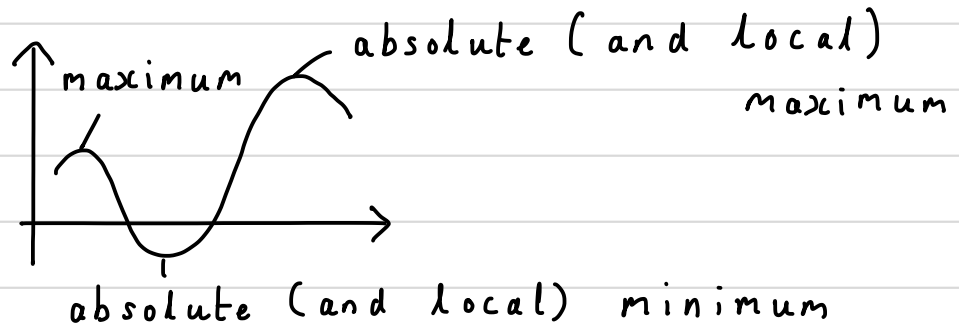 absolute (and local)
maximum
maximum
absolute (and local) minimum